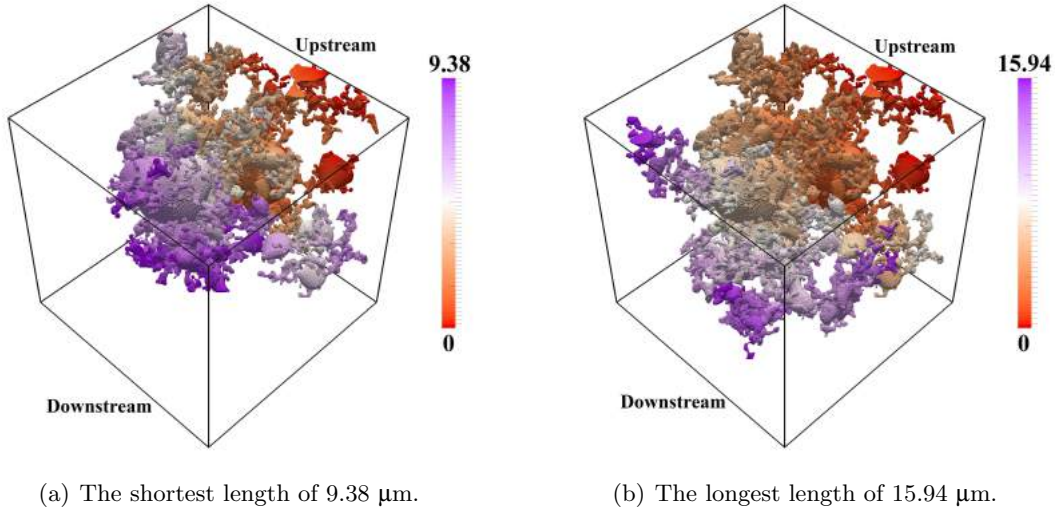 Upstream
9.38
0
Downstream
Upstream
15.94
0
Downstream
(a) The shortest length of 9.38 µm.
(b) The longest length of 15.94 µm.